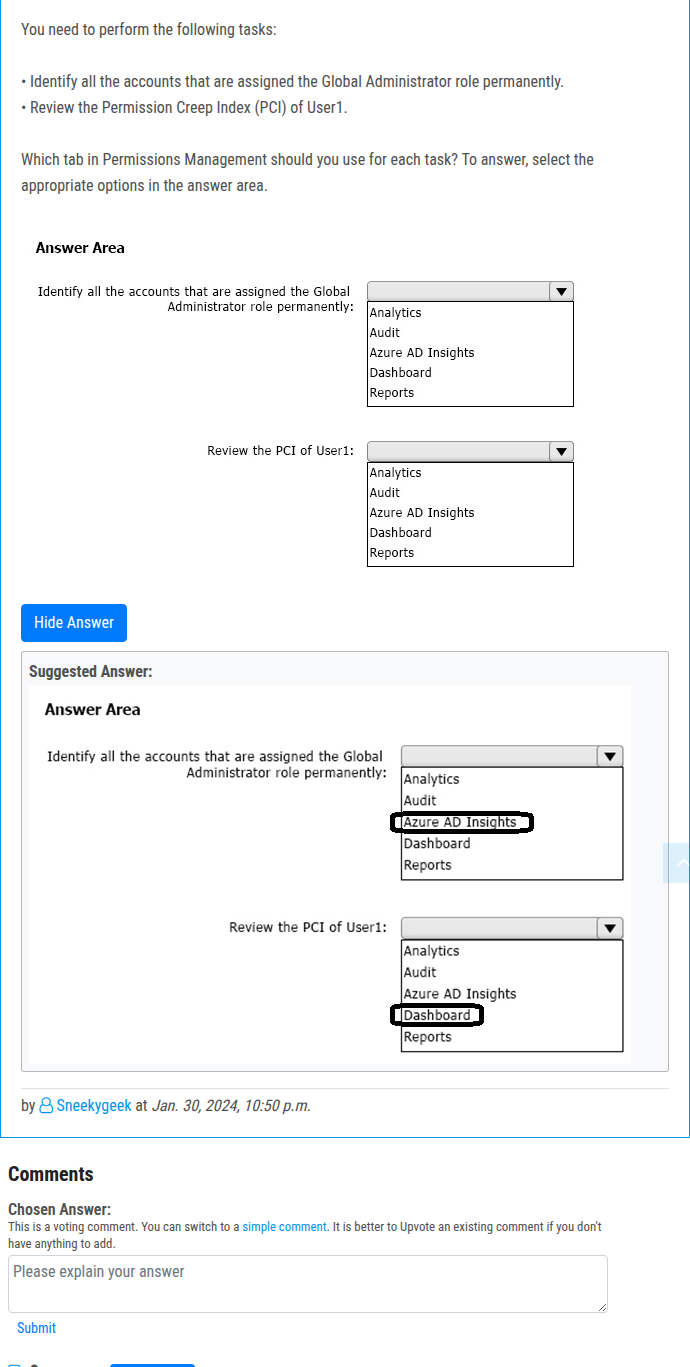 You need to perform the following tasks:
• Identify all the accounts that are assigned the Global Administrator role permanently.
• Review the Permission Creep Index (PCI) of User1.
Which tab in Permissions Management should you use for each task? To answer, select the
appropriate options in the answer area.
Answer Area
Identify all the accounts that are assigned the Global
Administrator role permanently:
Analytics
Audit
Azure AD Insights
Dashboard
Reports
Review the PCI of User1:
Analytics
Audit
Azure AD Insights
Dashboard
Reports
Hide Answer
Suggested Answer:
Answer Area
Identify all the accounts that are assigned the Global
Administrator role permanently:
Analytics
Audit
Azure AD Insights
Dashboard
Reports
Review the PCI of User1:
Analytics
Audit
Azure AD Insights
Dashboard
Reports
by Sneekygeek at Jan. 30, 2024, 10:50 p.m.
Comments
Chosen Answer:
This is a voting comment. You can switch to a simple comment. It is better to Upvote an existing comment if you don't
have anything to add.
Please explain your answer
Submit